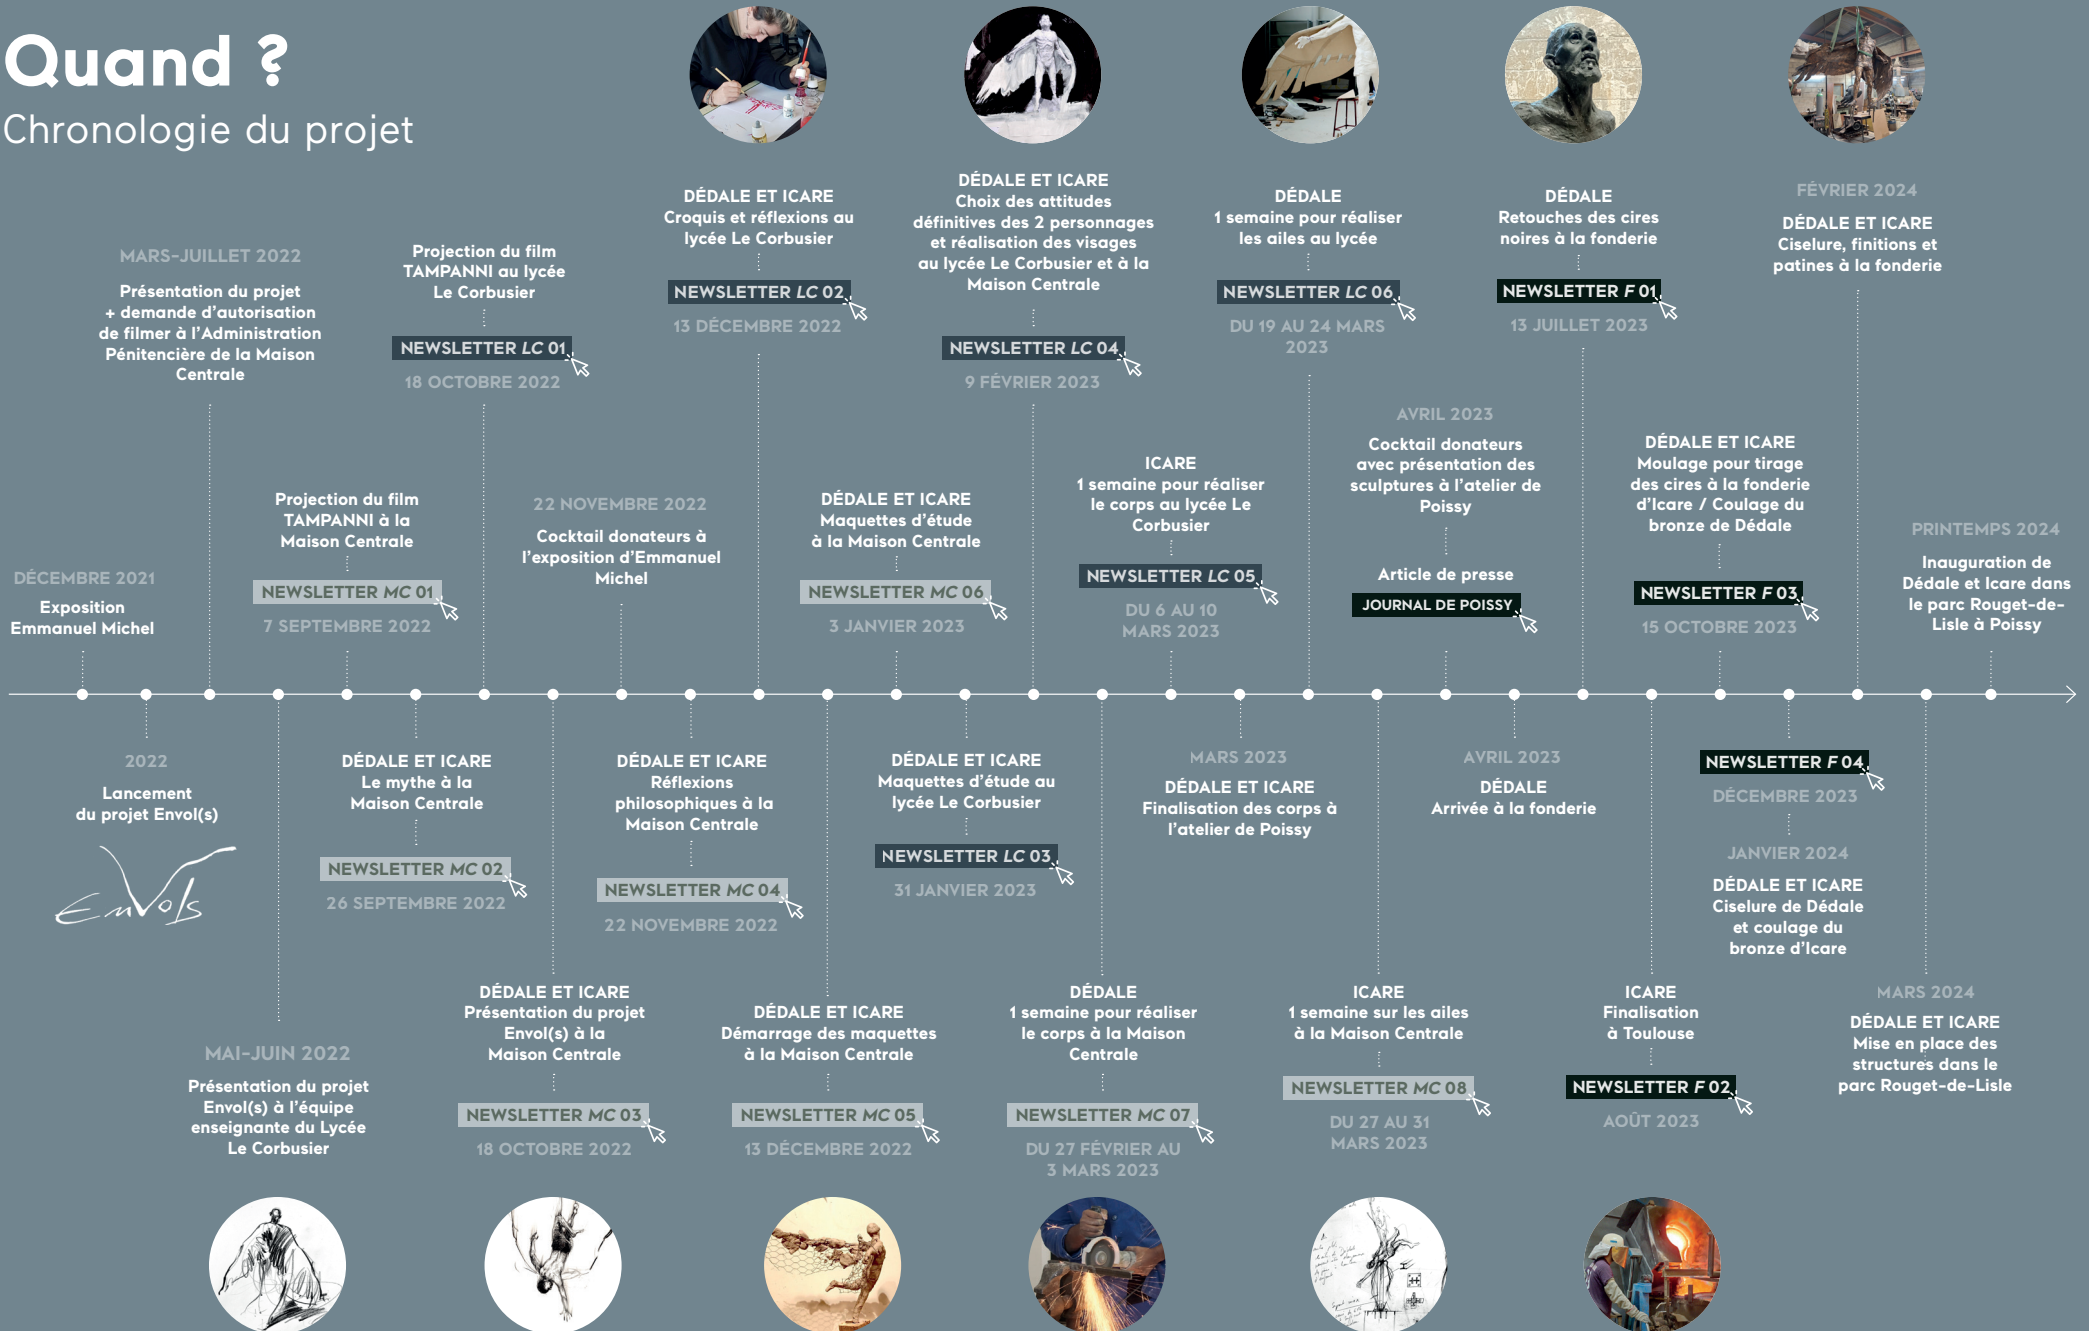 Quand ?
Chronologie du projet
DÉCEMBRE 2021
Exposition
Emmanuel Michel
2022
Lancement
du projet Envol(s)
EnVols
MARS-JUILLET 2022
Présentation du projet
+ demande d'autorisation
de filmer à l'Administration
Pénitencière de la Maison
Centrale
MAI-JUIN 2022
Présentation du projet
Envol(s) à l'équipe
enseignante du Lycée
Le Corbusier
Projection du film
TAMPANNI à la
Maison Centrale
NEWSLETTER MC 01
7 SEPTEMBRE 2022
DÉDALE ET ICARE
Le mythe à la
Maison Centrale
NEWSLETTER MC 02
26 SEPTEMBRE 2022
Projection du film
TAMPANNI au lycée
Le Corbusier
NEWSLETTER LC 01
18 OCTOBRE 2022
DÉDALE ET ICARE
Présentation du projet
Envol(s) à la
Maison Centrale
NEWSLETTER MC 03
18 OCTOBRE 2022
22 NOVEMBRE 2022
Cocktail donateurs à
l'exposition d'Emmanuel
Michel
DÉDALE ET ICARE
Réflexions
philosophiques à la
Maison Centrale
NEWSLETTER MC 04
22 NOVEMBRE 2022
DÉDALE ET ICARE
Croquis et réflexions au
lycée Le Corbusier
NEWSLETTER LC 02
13 DÉCEMBRE 2022
DÉDALE ET ICARE
Démarrage des maquettes
à la Maison Centrale
NEWSLETTER MC 05
13 DÉCEMBRE 2022
DÉDALE ET ICARE
Maquettes d'étude
à la Maison Centrale
NEWSLETTER MC 06
3 JANVIER 2023
DÉDALE ET ICARE
Maquettes d'étude au
lycée Le Corbusier
NEWSLETTER LC 03
31 JANVIER 2023
DÉDALE ET ICARE
Choix des attitudes
définitives des 2 personnages
et réalisation des visages
au lycée Le Corbusier et à la
Maison Centrale
NEWSLETTER LC 04
9 FÉVRIER 2023
DÉDALE
1 semaine pour réaliser
le corps à la Maison
Centrale
NEWSLETTER MC 07
DU 27 FÉVRIER AU
3 MARS 2023
ICARE
1 semaine pour réaliser
le corps au lycée Le
Corbusier
NEWSLETTER LC 05
DU 6 AU 10
MARS 2023
MARS 2023
DÉDALE ET ICARE
Finalisation des corps à
l'atelier de Poissy
DÉDALE
1 semaine pour réaliser
les ailes au lycée
NEWSLETTER LC 06
DU 19 AU 24 MARS
2023
ICARE
1 semaine sur les ailes
à la Maison Centrale
NEWSLETTER MC 08
DU 27 AU 31
MARS 2023
AVRIL 2023
Cocktail donateurs
avec présentation des
sculptures à l'atelier de
Poissy
Article de presse
JOURNAL DE POISSY
AVRIL 2023
DÉDALE
Arrivée à la fonderie
DÉDALE
Retouches des cires
noires à la fonderie
NEWSLETTER F 01
13 JUILLET 2023
ICARE
Finalisation
à Toulouse
NEWSLETTER F 02
AOÛT 2023
DÉDALE ET ICARE
Moulage pour tirage
des cires à la fonderie
d'Icare / Coulage du
bronze de Dédale
NEWSLETTER F 03
15 OCTOBRE 2023
NEWSLETTER F 04
DÉCEMBRE 2023
JANVIER 2024
DÉDALE ET ICARE
Ciselure de Dédale
et coulage du
bronze d'Icare
FÉVRIER 2024
DÉDALE ET ICARE
Ciselure, finitions et
patines à la fonderie
MARS 2024
DÉDALE ET ICARE
Mise en place des
structures dans le
parc Rouget-de-Lisle
PRINTEMPS 2024
Inauguration de
Dédale et Icare dans
le parc Rouget-de-
Lisle à Poissy